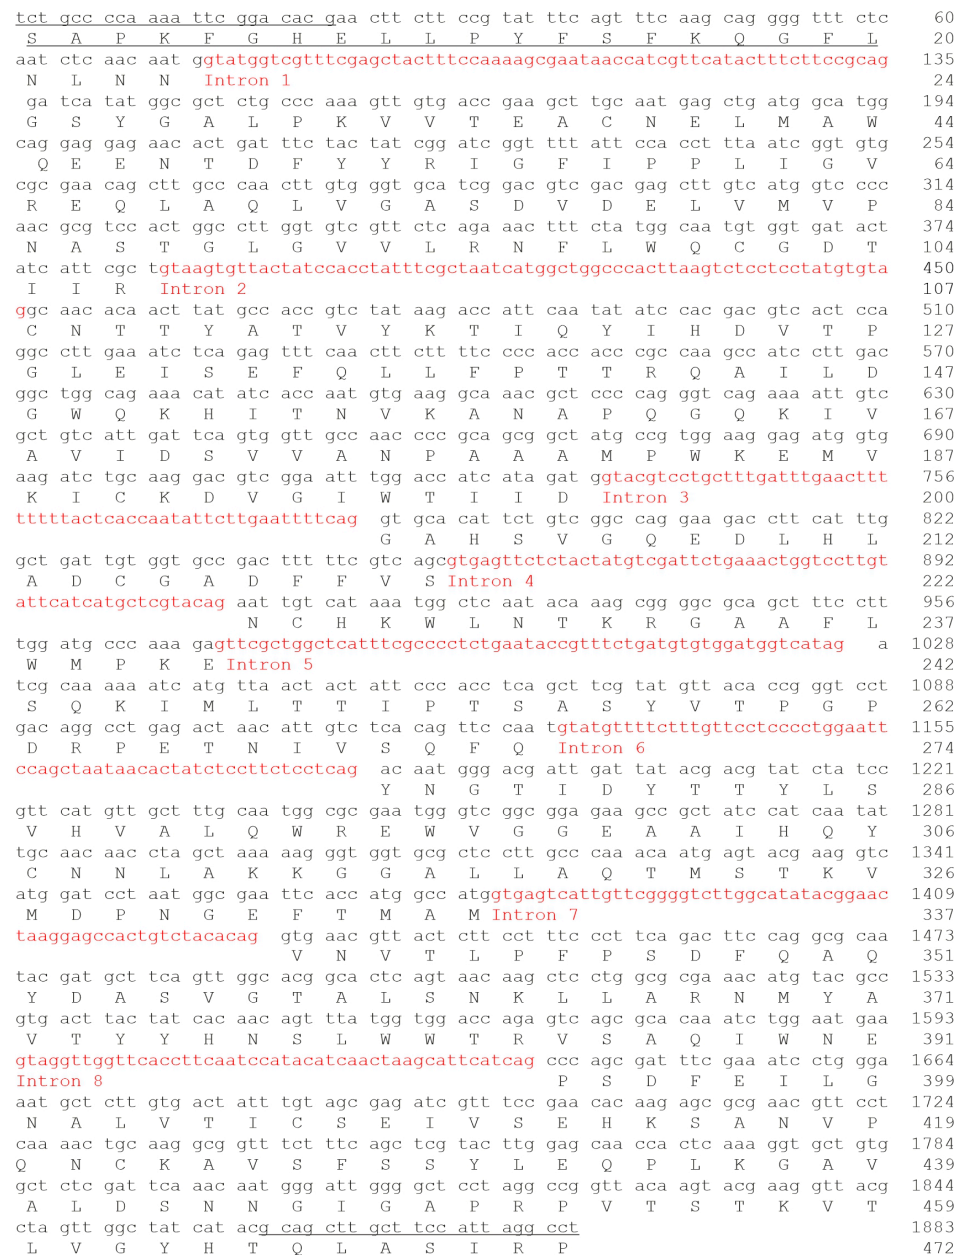 tct gcc cca aaa ttc gga cac gaa ctt ctt ccg tat ttc agt ttc aag cag ggg ttt ctc 60
S A P K F G H E L L P Y F S F K Q G F L 20
aat ctc aac aat ggtatggtcgtttcgagctactttccaaaagcgaataaccatcgttcatactttcttccgcag 135
N L N N Intron 1 24
ga tca tat ggc gct ctg ccc aaa gtt gtg acc gaa gct tgc aat gag ctg atg gca tgg 194
G S Y G A L P K V V T E A C N E L M A W 44
cag gag gag aac act gat ttc tac tat cgg atc ggt ttt att cca cct tta atc ggt gtg 254
Q E E N T D F Y Y R I G F I P P L I G V 64
cgc gaa cag ctt gcc caa ctt gtg ggt gca tcg gac gtc gac gag ctt gtc atg gtc ccc 314
R E Q L A Q L V G A S D V D E L V M V P 84
aac gcg tcc act ggc ctt ggt gtc gtt ctc aga aac ttt cta tgg caa tgt ggt gat act 374
N A S T G L G V V L R N F L W Q C G D T 104
atc att cgc tgtaagtgttactatccacctatttcgctaatcatggctggcccacttaagtctcctcctatgtgta 450
I I R Intron 2 107
ggc aac aca act tat gcc acc gtc tat aag acc att caa tat atc cac gac gtc act cca 510
C N T T Y A T V Y K T I Q Y I H D V T P 127
ggc ctt gaa atc tca gag ttt caa ctt ctt ttc ccc acc acc cgc caa gcc atc ctt gac 570
G L E I S E F Q L L F P T T R Q A I L D 147
ggc tgg cag aaa cat atc acc aat gtg aag gca aac gct ccc cag ggt cag aaa att gtc 630
G W Q K H I T N V K A N A P Q G Q K I V 167
gct gtc att gat tca gtg gtt gcc aac ccc gca gcg gct atg ccg tgg aag gag atg gtg 690
A V I D S V V A N P A A A M P W K E M V 187
aag atc tgc aag gac gtc gga att tgg acc atc ata gat ggtacgtcctgctttgatttgaacttt 756
K I C K D V G I W T I I D Intron 3 200
tttttactcaccaatattcttgaattttcag gt gca cat tct gtc ggc cag gaa gac ctt cat ttg 822
G A H S V G Q E D L H L 212
gct gat tgt ggt gcc gac ttt ttc gtc agcgtgagttctctactatgtcgattctgaaactggtccttgt 892
A D C G A D F F V S Intron 4 222
attcatcatgctcgtacag aat tgt cat aaa tgg ctc aat aca aag cgg ggc gca gct ttc ctt 956
N C H K W L N T K R G A A F L 237
tgg atg ccc aaa gagttcgctggctcatttcgcccctctgaataccgtttctgatgtgtggatggtcatag a 1028
W M P K E Intron 5 242
tcg caa aaa atc atg tta act act att ccc acc tca gct tcg tat gtt aca ccg ggt cct 1088
S Q K I M L T T I P T S A S Y V T P G P 262
gac agg cct gag act aac att gtc tca cag ttc caa tgtatgttttctttgttcctcccctggaatt 1155
D R P E T N I V S Q F Q Intron 6 274
ccagctaataacactatctccttctcctcag ac aat ggg acg att gat tat acg acg tat cta tcc 1221
Y N G T I D Y T T Y L S 286
gtt cat gtt gct ttg caa tgg cgc gaa tgg gtc ggc gga gaa gcc gct atc cat caa tat 1281
V H V A L Q W R E W V G G E A A I H Q Y 306
tgc aac aac cta gct aaa aag ggt ggt gcg ctc ctt gcc caa aca atg agt acg aag gtc 1341
C N N L A K K G G A L L A Q T M S T K V 326
atg gat cct aat ggc gaa ttc acc atg gcc atggtgagtcattgttcggggtcttggcatatacggaac 1409
M D P N G E F T M A M Intron 7 337
taaggagccactgtctacacag gtg aac gtt act ctt cct ttc cct tca gac ttc cag gcg caa 1473
V N V T L P F P S D F Q A Q 351
tac gat gct tca gtt ggc acg gca ctc agt aac aag ctc ctg gcg cga aac atg tac gcc 1533
Y D A S V G T A L S N K L L A R N M Y A 371
gtg act tac tat cac aac agt tta tgg tgg acc aga gtc agc gca caa atc tgg aat gaa 1593
V T Y Y H N S L W W T R V S A Q I W N E 391
gtaggttggttcaccttcaatccatacatcaactaagcattcatcag ccc agc gat ttc gaa atc ctg gga 1664
Intron 8 P S D F E I L G 399
aat gct ctt gtg act att tgt agc gag atc gtt tcc gaa cac aag agc gcg aac gtt cct 1724
N A L V T I C S E I V S E H K S A N V P 419
caa aac tgc aag gcg gtt tct ttc agc tcg tac ttg gag caa cca ctc aaa ggt gct gtg 1784
Q N C K A V S F S S Y L E Q P L K G A V 439
gct ctc gat tca aac aat ggg att ggg gct cct agg ccg gtt aca agt acg aag gtt acg 1844
A L D S N N G I G A P R P V T S T K V T 459
cta gtt ggc tat cat acg cag ctt gct tcc att agg cct 1883
L V G Y H T Q L A S I R P 472